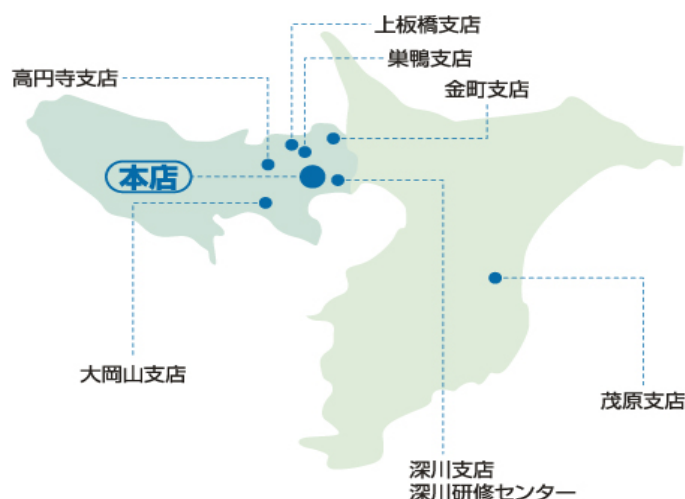 上板橋支店
巣鴨支店
高円寺支店
金町支店
本店
大岡山支店
茂原支店
深川支店
深川研修センター